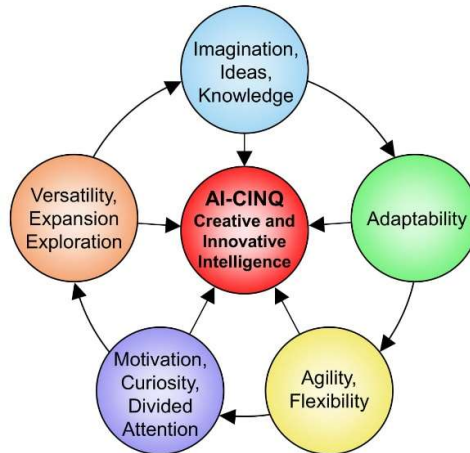 Imagination,
Ideas,
Knowledge
Versatility,
Expansion
Exploration
AI-CINQ
Creative and
Innovative
Intelligence
Adaptability
Motivation,
Curiosity,
Divided
Attention
Agility,
Flexibility